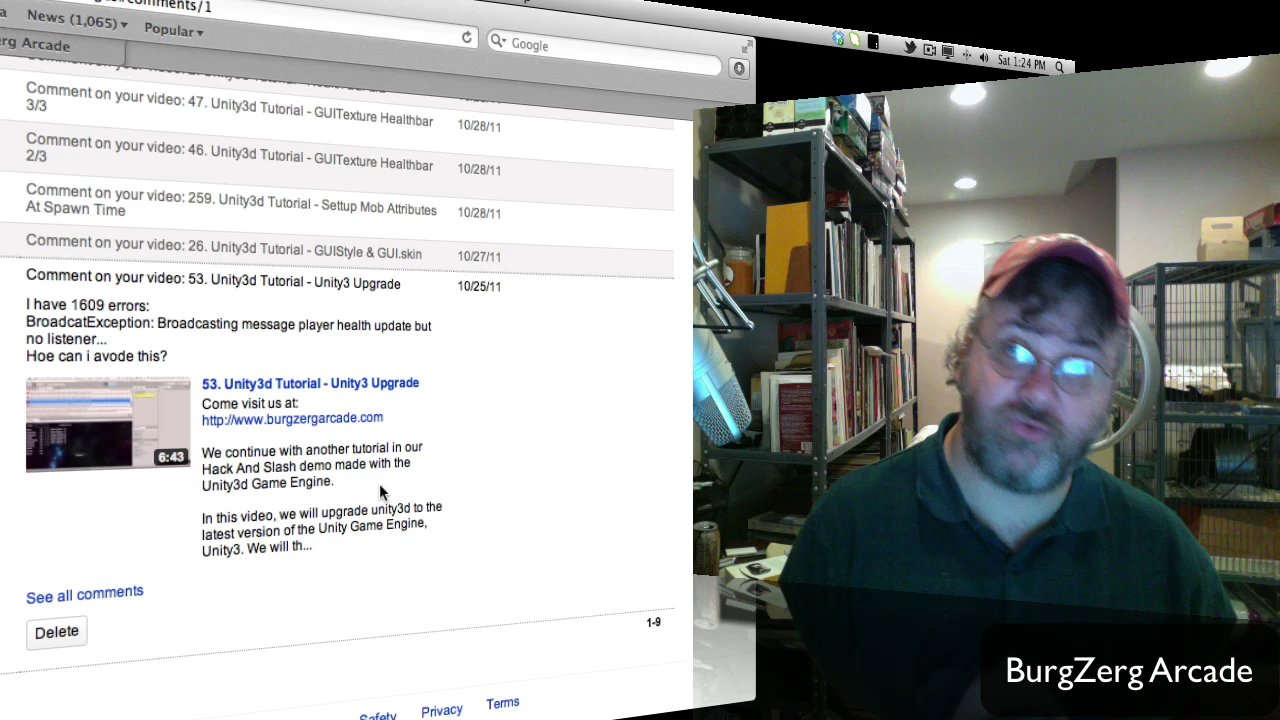 comments/1
News (1,065) ▾ Popular ▾
Google
Sat 1:24 PM
rg Arcade
Comment on your video: 47. Unity3d Tutorial - GUITexture Healthbar 3/3 10/28/11
Comment on your video: 46. Unity3d Tutorial - GUITexture Healthbar 2/3 10/28/11
Comment on your video: 259. Unity3d Tutorial - Settup Mob Attributes At Spawn Time 10/28/11
Comment on your video: 26. Unity3d Tutorial - GUIStyle & GUI.skin 10/27/11
Comment on your video: 53. Unity3d Tutorial - Unity3 Upgrade 10/25/11
I have 1609 errors:
BroadcatException: Broadcasting message player health update but
no listener...
Hoe can i avode this?
6:43
53. Unity3d Tutorial - Unity3 Upgrade
Come visit us at:
http://www.burgzergarcade.com
We continue with another tutorial in our
Hack And Slash demo made with the
Unity3d Game Engine.
In this video, we will upgrade unity3d to the
latest version of the Unity Game Engine,
Unity3. We will th...
See all comments
Delete
1-9
Safety Privacy Terms
BurgZerg Arcade